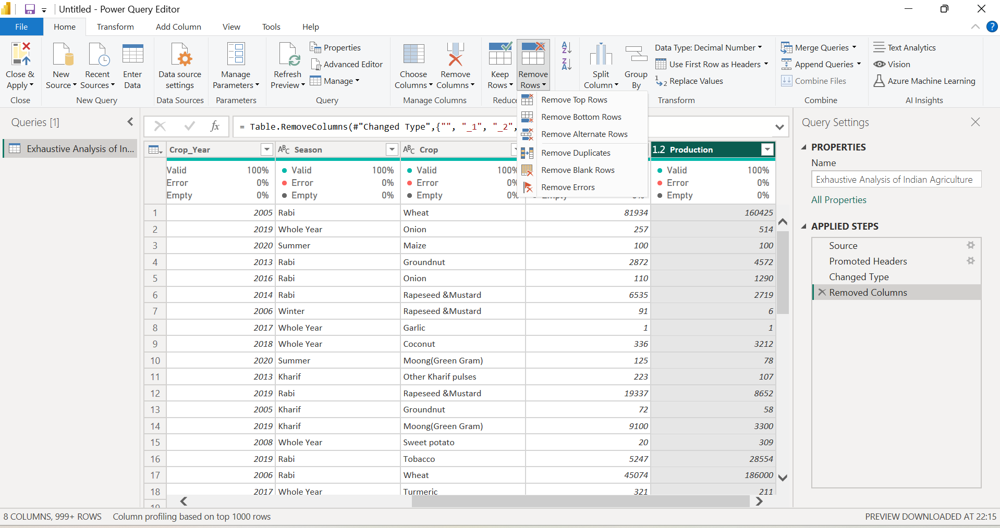 Untitled - Power Query Editor
File Home Transform Add Column View Tools Help
Close & Apply
Close
New Source
Recent Sources
Enter Data
New Query
Data source settings
Data Sources
Manage Parameters
Parameters
Refresh Preview
Properties
Advanced Editor
Manage
Query
Choose Columns
Remove Columns
Manage Columns
Keep Rows
Remove Rows
Reduce
Split Column
Group By
Data Type: Decimal Number
Use First Row as Headers
1 2 Replace Values
Transform
Merge Queries
Append Queries
Combine Files
Combine
Text Analytics
Vision
Azure Machine Learning
AI Insights
Remove Top Rows
Remove Bottom Rows
Remove Alternate Rows
Remove Duplicates
Remove Blank Rows
Remove Errors
Queries [1]
Exhaustive Analysis of In...
fx = Table.RemoveColumns(#"Changed Type",{"", "_1", "_2",
Crop_Year ABC Season ABC Crop 1.2 Production
Valid 100% Valid 100% Valid 100% Valid 100%
Error 0% Error 0% Error 0% Error 0%
Empty 0% Empty 0% Empty 0% Empty 0%
1 2005 Rabi Wheat 81934 160425
2 2019 Whole Year Onion 257 514
3 2020 Summer Maize 100 100
4 2013 Rabi Groundnut 2872 4572
5 2016 Rabi Onion 110 1290
6 2014 Rabi Rapeseed &Mustard 6535 2719
7 2006 Winter Rapeseed &Mustard 91 6
8 2017 Whole Year Garlic 1 1
9 2018 Whole Year Coconut 336 3212
10 2020 Summer Moong(Green Gram) 125 78
11 2013 Kharif Other Kharif pulses 223 107
12 2019 Rabi Rapeseed &Mustard 19337 8652
13 2005 Kharif Groundnut 72 58
14 2019 Kharif Moong(Green Gram) 9100 3300
15 2008 Whole Year Sweet potato 20 309
16 2019 Rabi Tobacco 5247 28554
17 2006 Rabi Wheat 45074 186000
18 2017 Whole Year Turmeric 321 211
Query Settings
PROPERTIES
Name
Exhaustive Analysis of Indian Agriculture
All Properties
APPLIED STEPS
Source
Promoted Headers
Changed Type
Removed Columns
8 COLUMNS, 999+ ROWS Column profiling based on top 1000 rows
PREVIEW DOWNLOADED AT 22:15